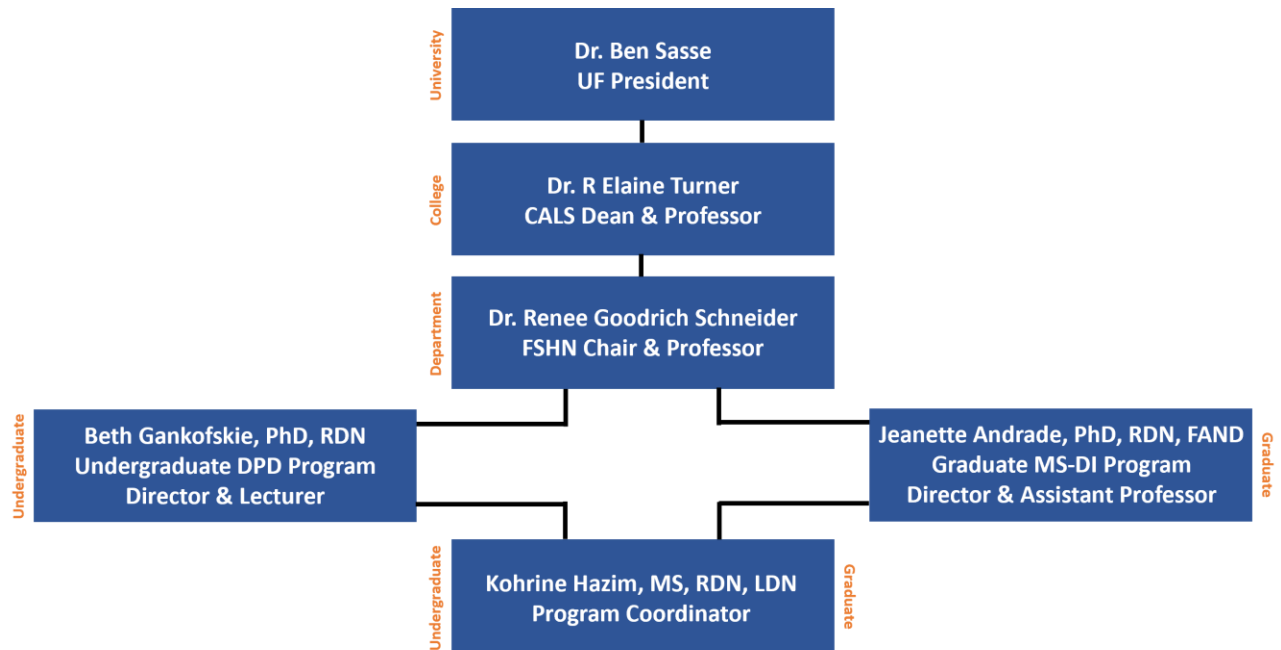 University
Dr. Ben Sasse
UF President
College
Dr. R Elaine Turner
CALS Dean & Professor
Department
Dr. Renee Goodrich Schneider
FSHN Chair & Professor
Undergraduate
Beth Gankofskie, PhD, RDN
Undergraduate DPD Program
Director & Lecturer
Jeanette Andrade, PhD, RDN, FAND
Graduate MS-DI Program
Director & Assistant Professor
Graduate
Undergraduate
Kohrine Hazim, MS, RDN, LDN
Program Coordinator
Graduate